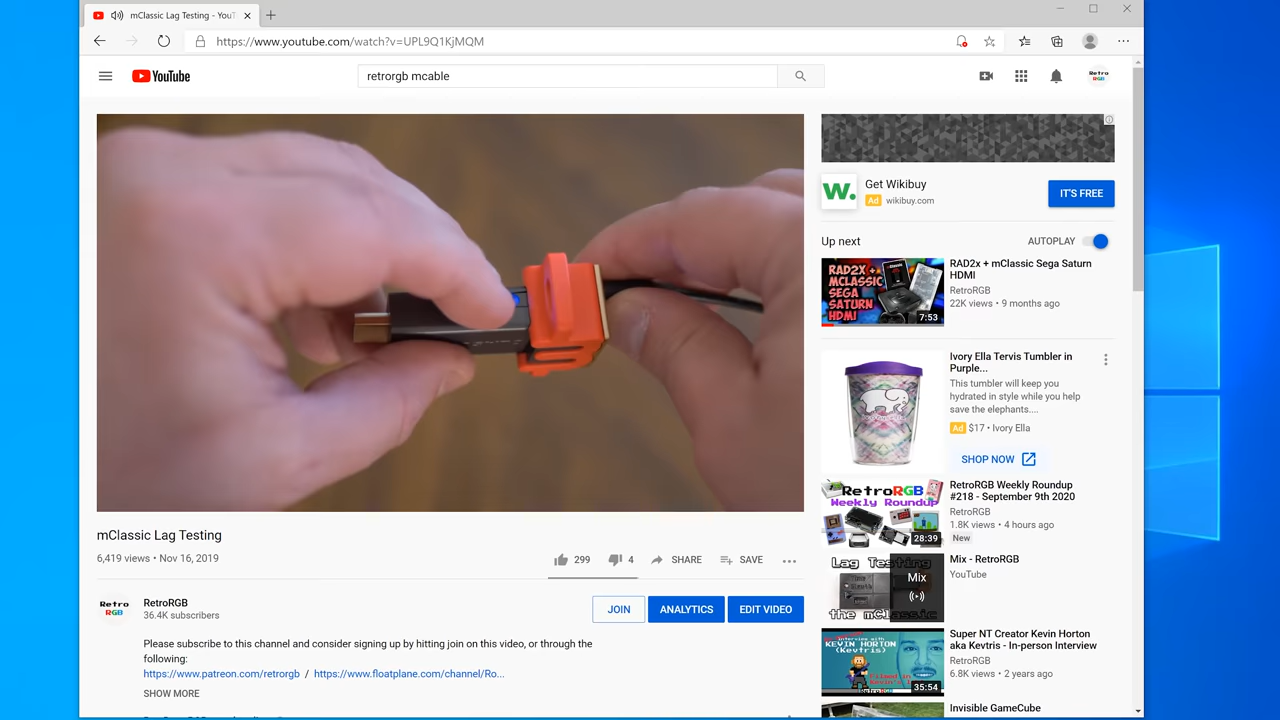 mClassic Lag Testing - YouT
https://www.youtube.com/watch?v=UPL9Q1KjMQM
YouTube
retrorgb mcable
Retro
RGB
Get Wikibuy
Ad wikibuy.com
IT'S FREE
W.
Up next
AUTOPLAY
RAD2X +
MCLASSIC
SEGA
SATURN
HDMI
7:53
RAD2x + mClassic Sega Saturn
HDMI
RetroRGB
22K views • 9 months ago
Ivory Ella Tervis Tumbler in
Purple...
This tumbler will keep you
hydrated in style while you help
save the elephants....
Ad $17 • Ivory Ella
SHOP NOW
RetroRGB
Weekly Roundup
28:39
RetroRGB Weekly Roundup
#218 - September 9th 2020
RetroRGB
1.8K views • 4 hours ago
New
Lag Testing
the mClassic
Mix
Mix - RetroRGB
YouTube
Interview with
KEVIN HORTON
(Kevtris)
35:54
Super NT Creator Kevin Horton
aka Kevtris - In-person Interview
RetroRGB
6.8K views • 2 years ago
Invisible GameCube
mClassic Lag Testing
6,419 views • Nov 16, 2019
299
4
SHARE
SAVE
Retro
RGB
RetroRGB
36.4K subscribers
JOIN
ANALYTICS
EDIT VIDEO
Please subscribe to this channel and consider signing up by hitting join on this video, or through the
following:
https://www.patreon.com/retrorgb / https://www.floatplane.com/channel/Ro...
SHOW MORE